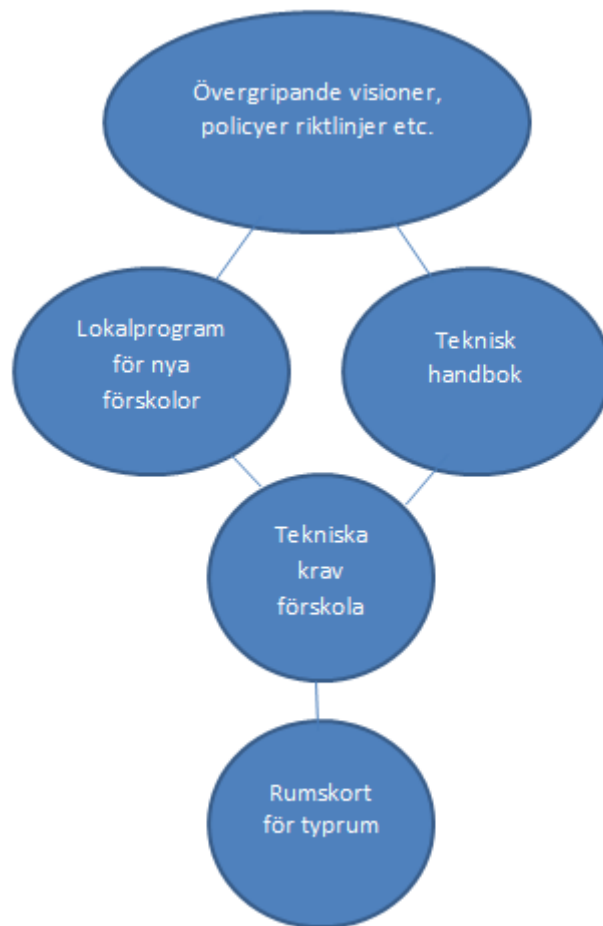 Övergripande visioner,
policyer riktlinjer etc.
Lokalprogram
för nya
förskolor
Teknisk
handbok
Tekniska
krav
förskola
Rumskort
för typrum